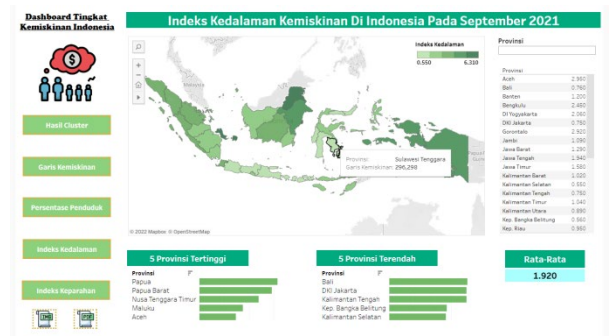 Dashboard Tingkat
Kemiskinan Indonesia
Indeks Kedalaman Kemiskinan Di Indonesia Pada September 2021
Hasil Cluster
Garis Kemiskinan
Persentase Penduduk
Indeks Kedalaman
Indeks Keparahan
Indeks Kedalaman
0.550 6.310
Malaysia
Provinsi: Sulawesi Tenggara
Garis Kemiskinan: 296,298
© 2022 Mapbox © OpenStreetMap
Provinsi
Provinsi
Aceh 2.960
Bali 0.760
Banten 1.200
Bengkulu 2.460
DI Yogyakarta 2.060
DKI Jakarta 0.750
Gorontalo 2.920
Jambi 1.090
Jawa Barat 1.290
Jawa Tengah 1.940
Jawa Timur 1.580
Kalimantan Barat 1.020
Kalimantan Selatan 0.550
Kalimantan Tengah 0.750
Kalimantan Timur 1.040
Kalimantan Utara 0.890
Kep. Bangka Belitung 0.560
Kep. Riau 0.980
5 Provinsi Tertinggi
Provinsi
Papua
Papua Barat
Nusa Tenggara Timur
Maluku
Aceh
5 Provinsi Terendah
Provinsi
Bali
DKI Jakarta
Kalimantan Tengah
Kep. Bangka Belitung
Kalimantan Selatan
Rata-Rata
1.920